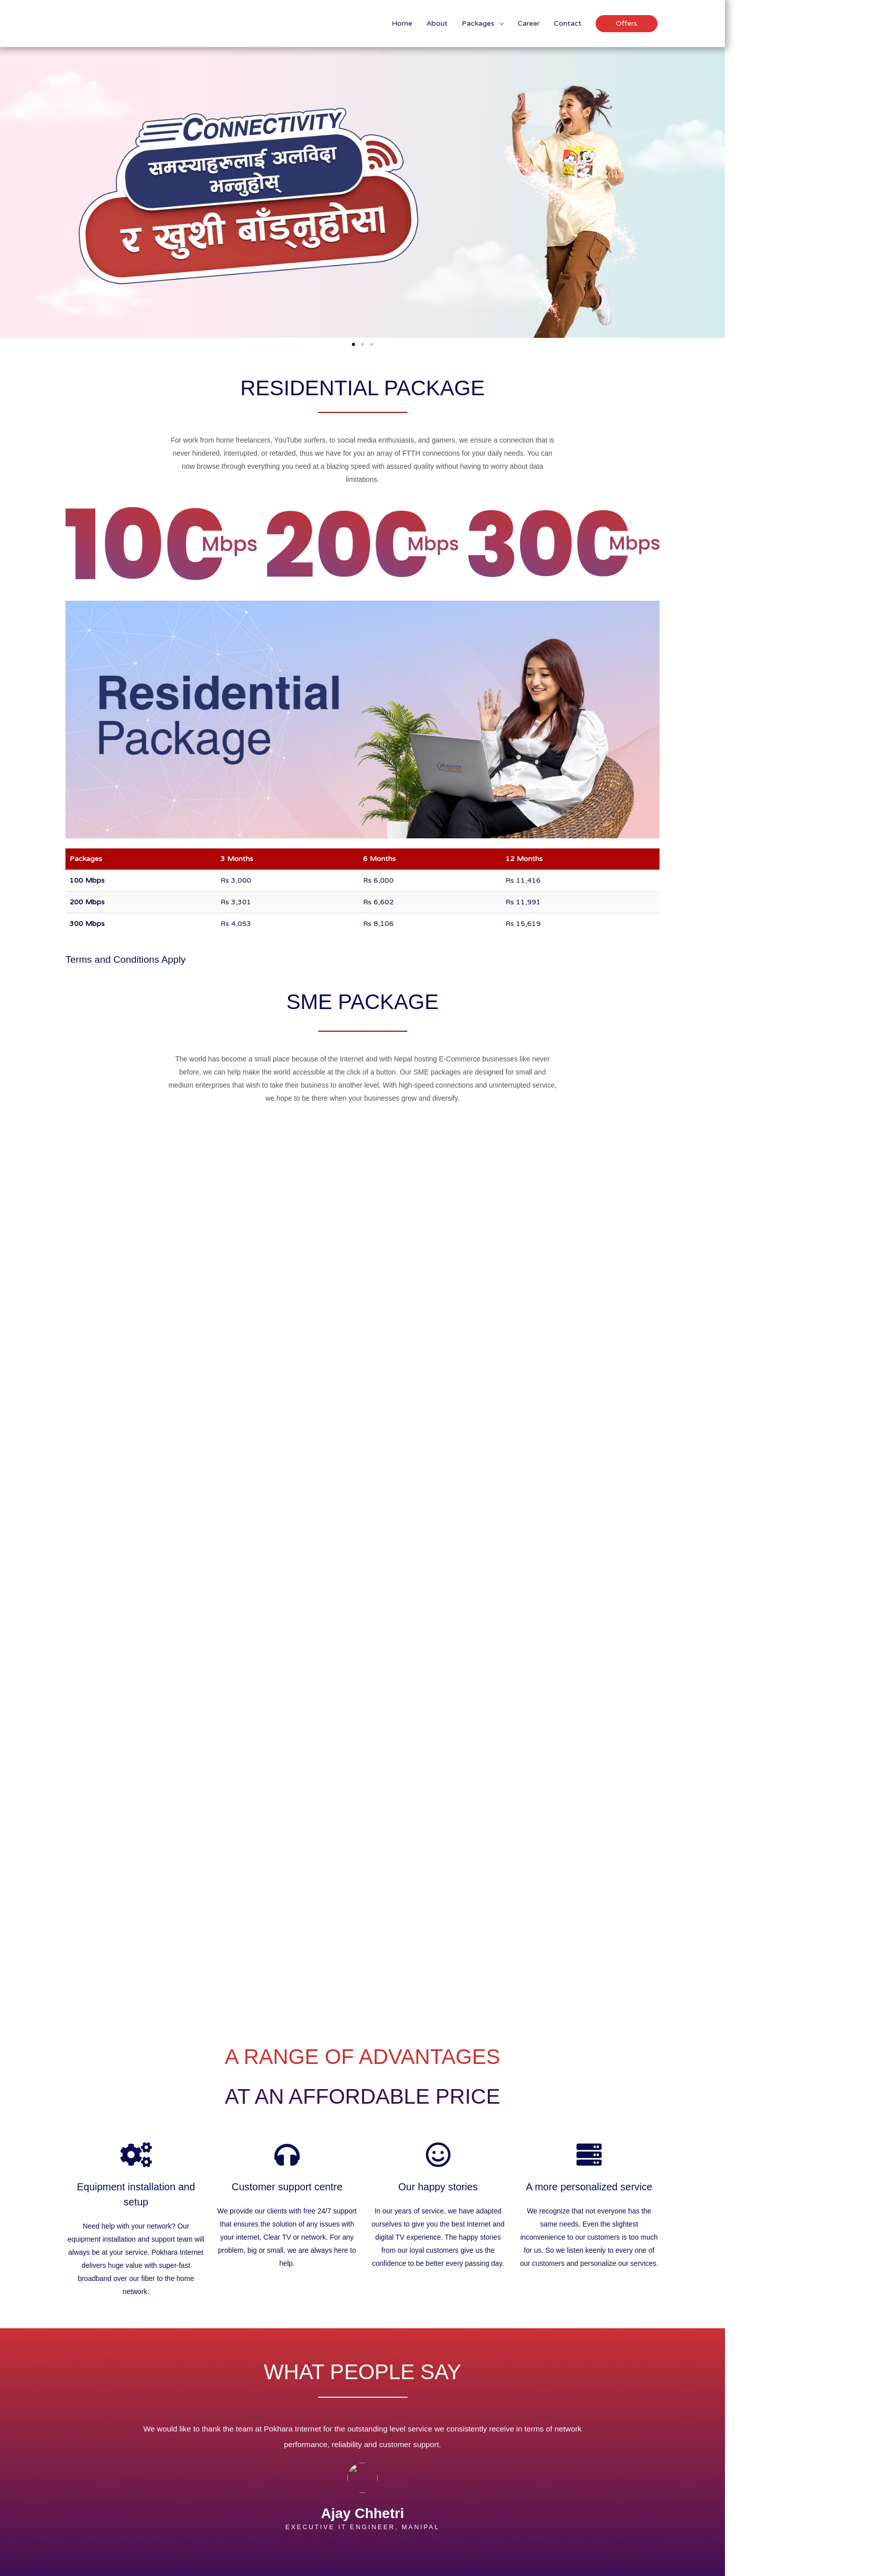 Home About Packages Career Contact Offers
CONNECTIVITY
समस्याहरूलाई अलविदा
भन्नुहोस्
र खुशी बाँड्नुहोस।
RESIDENTIAL PACKAGE
For work from home freelancers, YouTube surfers, to social media enthusiasts, and gamers, we ensure a connection that is
never hindered, interrupted, or retarded, thus we have for you an array of FTTH connections for your daily needs. You can
now browse through everything you need at a blazing speed with assured quality without having to worry about data
limitations.
100 Mbps 200 Mbps 300 Mbps
Residential
Package
Packages 3 Months 6 Months 12 Months
100 Mbps Rs 3,000 Rs 6,000 Rs 11,416
200 Mbps Rs 3,301 Rs 6,602 Rs 11,991
300 Mbps Rs 4,053 Rs 8,106 Rs 15,619
Terms and Conditions Apply
SME PACKAGE
The world has become a small place because of the Internet and with Nepal hosting E-Commerce businesses like never
before, we can help make the world accessible at the click of a button. Our SME packages are designed for small and
medium enterprises that wish to take their business to another level. With high-speed connections and uninterrupted service,
we hope to be there when your businesses grow and diversify.
A RANGE OF ADVANTAGES
AT AN AFFORDABLE PRICE
Equipment installation and
setup
Need help with your network? Our
equipment installation and support team will
always be at your service. Pokhara Internet
delivers huge value with super-fast
broadband over our fiber to the home
network.
Customer support centre
We provide our clients with free 24/7 support
that ensures the solution of any issues with
your internet, Clear TV or network. For any
problem, big or small, we are always here to
help.
Our happy stories
In our years of service, we have adapted
ourselves to give you the best Internet and
digital TV experience. The happy stories
from our loyal customers give us the
confidence to be better every passing day.
A more personalized service
We recognize that not everyone has the
same needs. Even the slightest
inconvenience to our customers is too much
for us. So we listen keenly to every one of
our customers and personalize our services.
WHAT PEOPLE SAY
We would like to thank the team at Pokhara Internet for the outstanding level service we consistently receive in terms of network
performance, reliability and customer support.
Ajay Chhetri
EXECUTIVE IT ENGINEER, MANIPAL